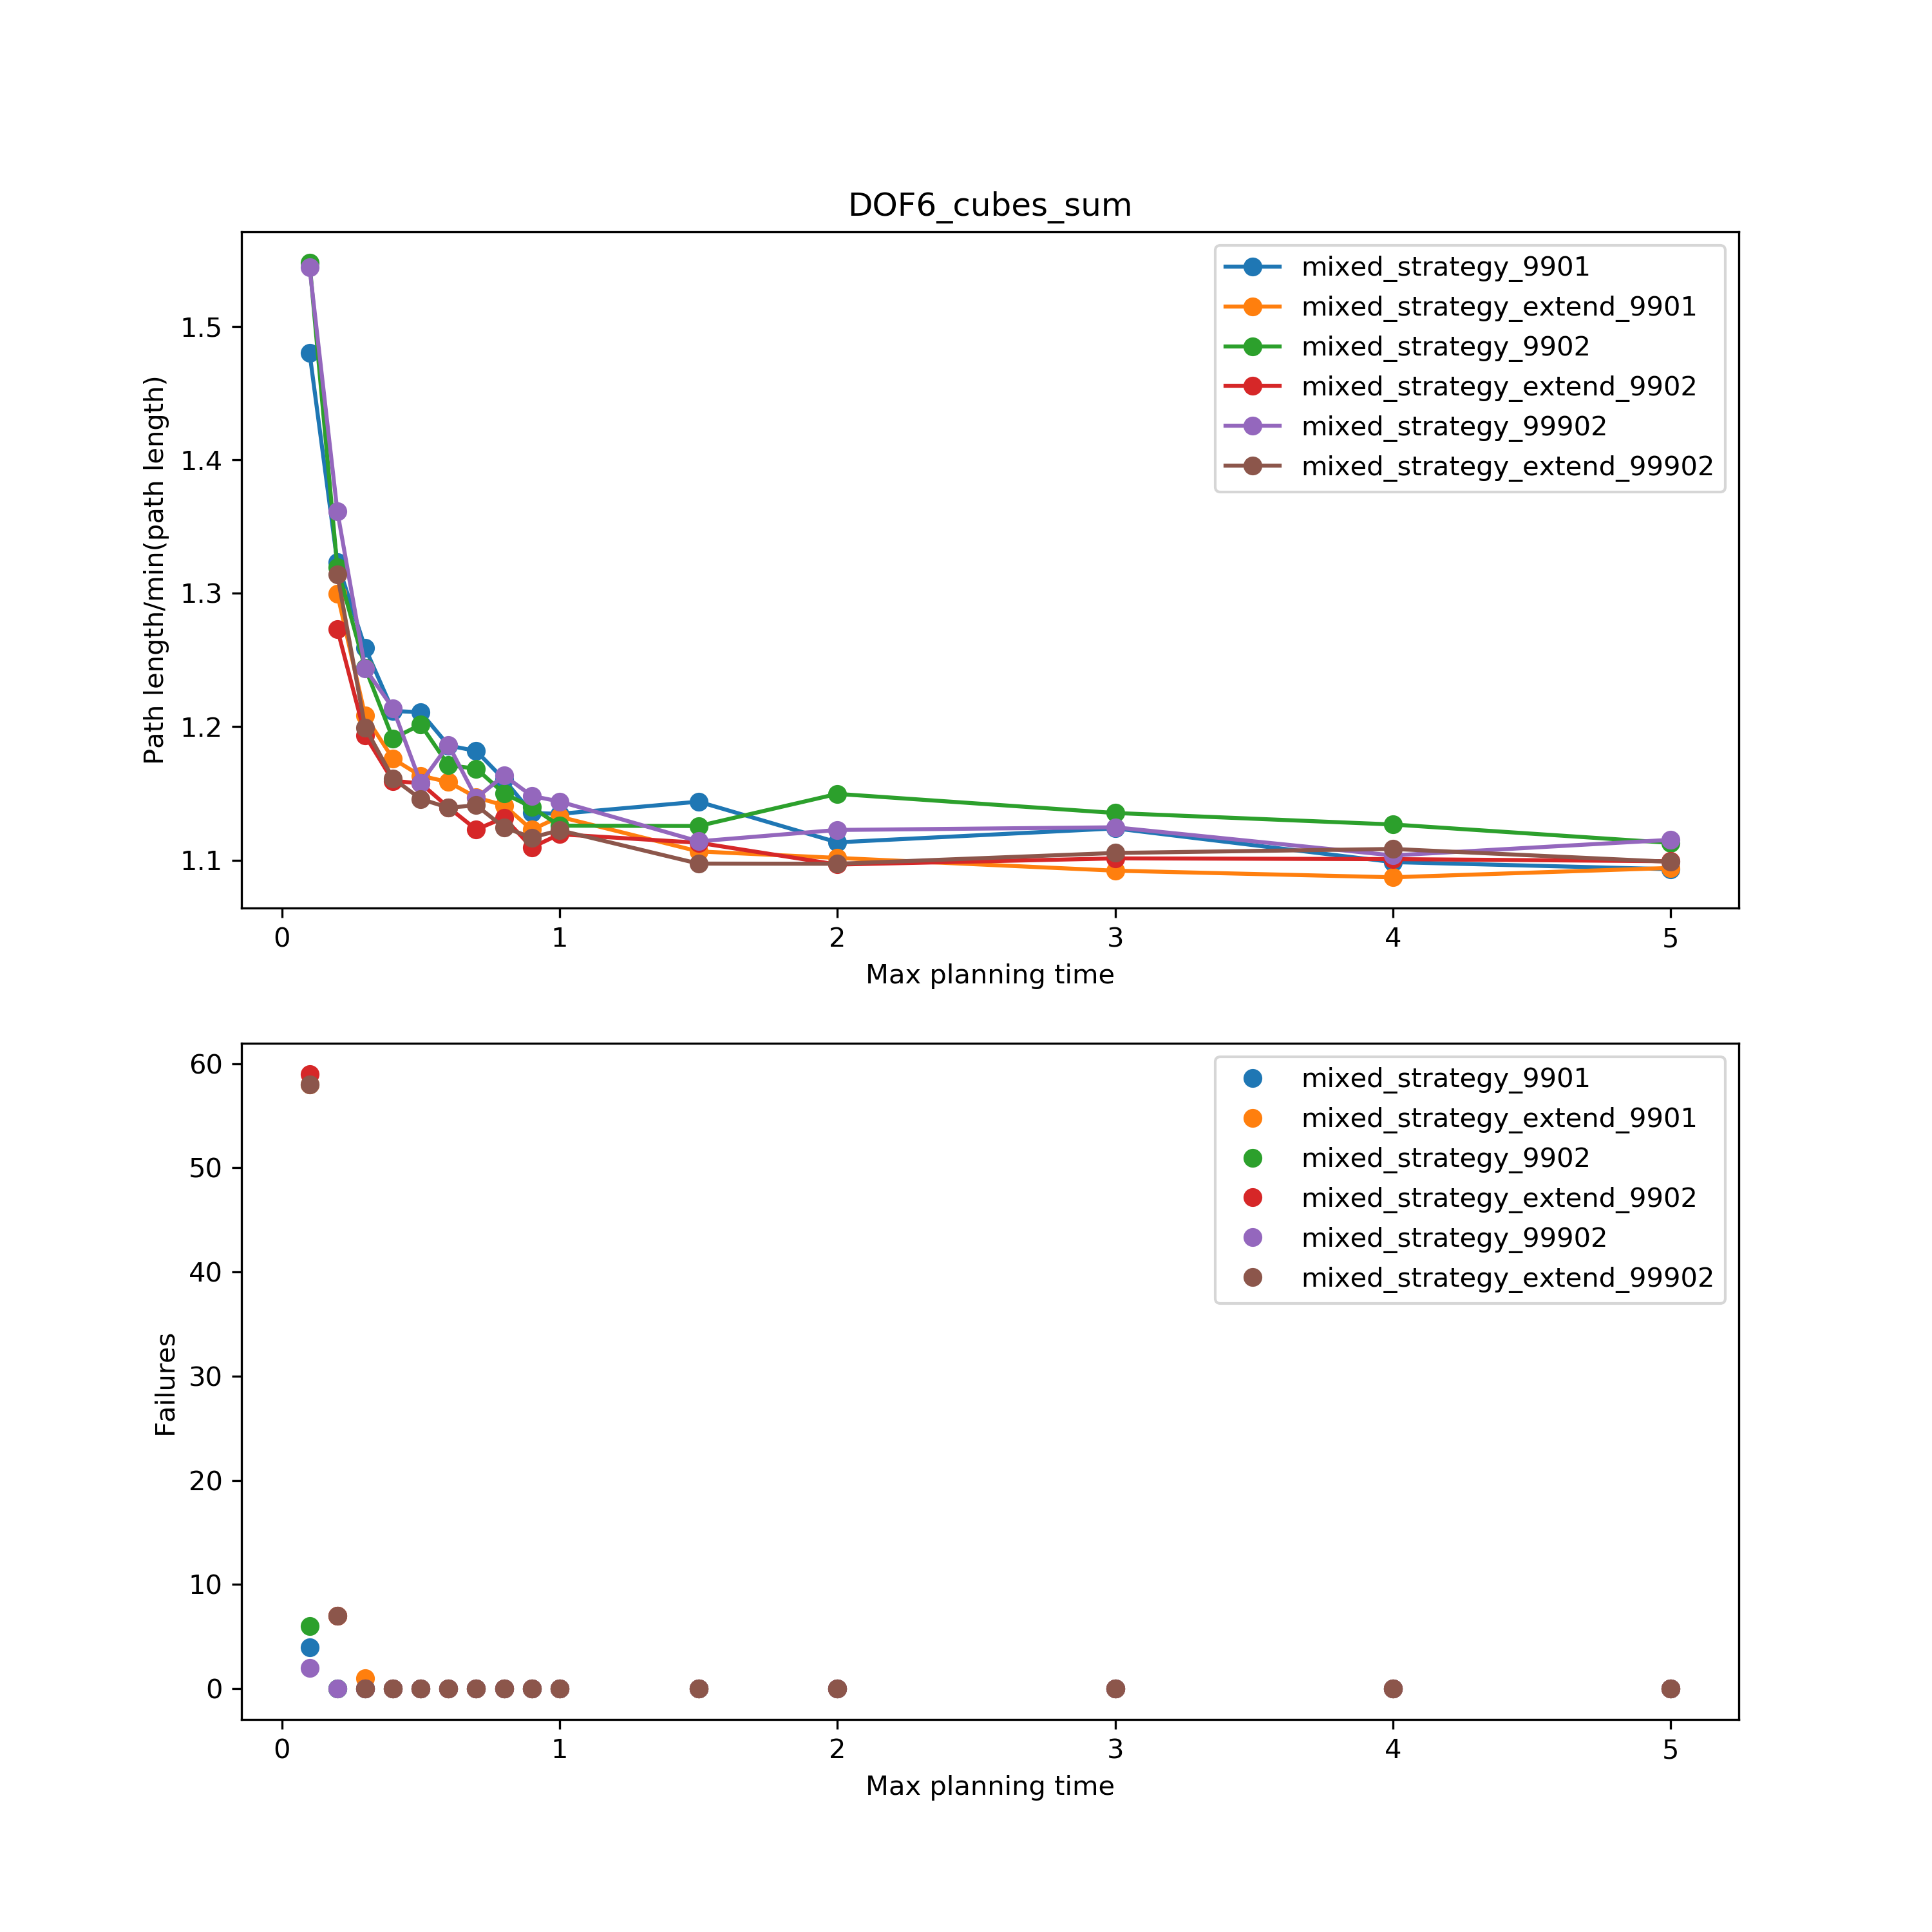 DOF6_cubes_sum
Path length/min(path length)
1.5
1.4
1.3
1.2
1.1
mixed_strategy_9901
mixed_strategy_extend_9901
mixed_strategy_9902
mixed_strategy_extend_9902
mixed_strategy_99902
mixed_strategy_extend_99902
0 1 2 3 4 5
Max planning time
Failures
60
50
40
30
20
10
0
mixed_strategy_9901
mixed_strategy_extend_9901
mixed_strategy_9902
mixed_strategy_extend_9902
mixed_strategy_99902
mixed_strategy_extend_99902
0 1 2 3 4 5
Max planning time